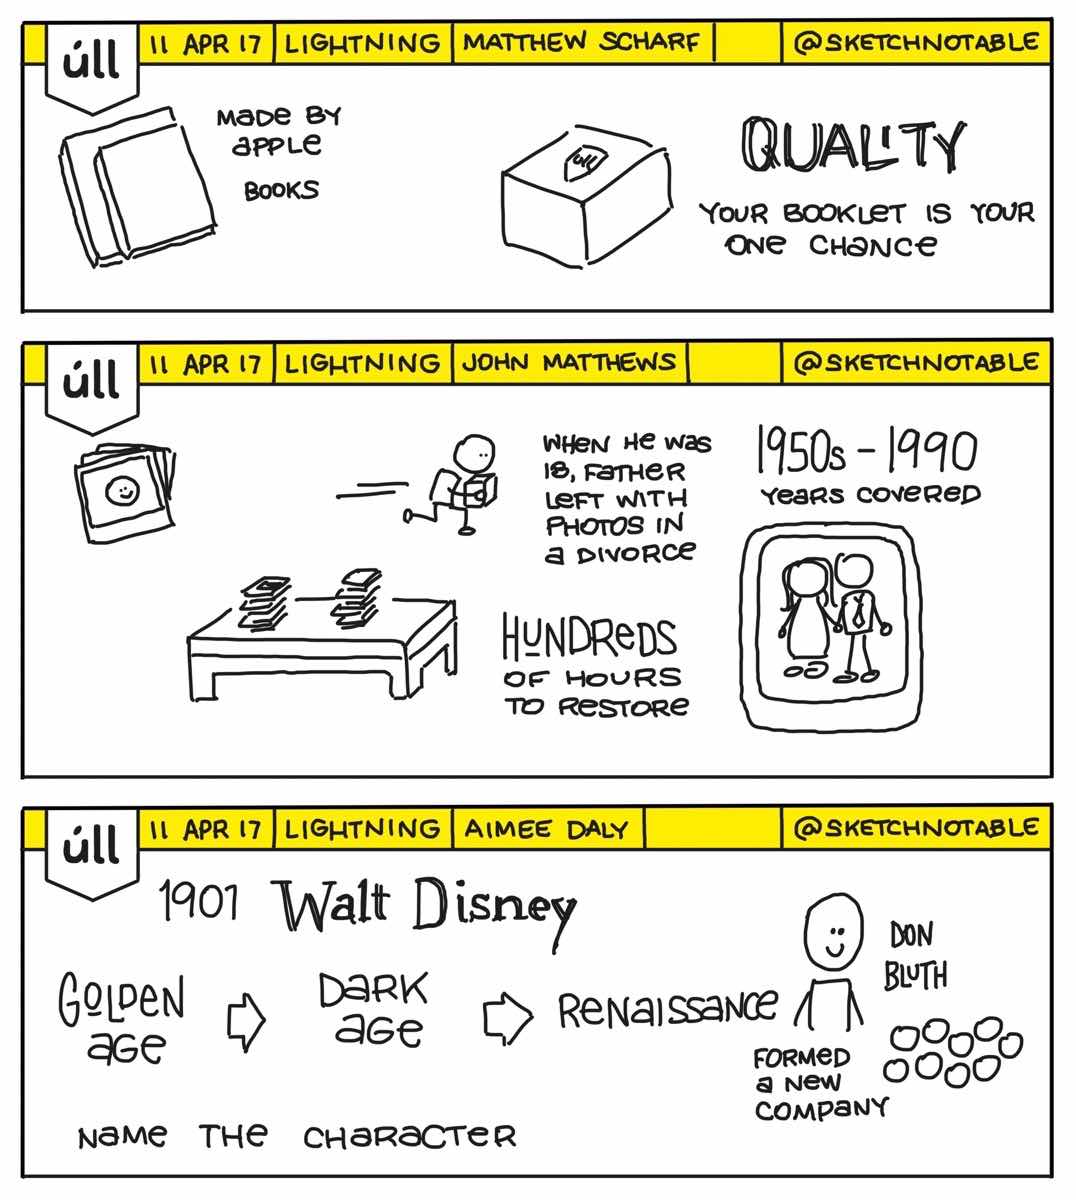 úll
11 APR 17
LIGHTNING
MATTHEW SCHARF
@SKETCHNOTABLE
MADE BY
APPLE
BOOKS
úll
QUALITY
YOUR BOOKLET IS YOUR
ONE CHANCE
úll
11 APR 17
LIGHTNING
JOHN MATTHEWS
@SKETCHNOTABLE
WHEN HE WAS
18, FATHER
LEFT WITH
PHOTOS IN
A DIVORCE
1950s - 1990
YEARS COVERED
HUNDREDS
OF HOURS
TO RESTORE
úll
11 APR 17
LIGHTNING
AIMEE DALY
@SKETCHNOTABLE
1901 Walt Disney
GOLDEN
AGE
DARK
AGE
RENAISSANCE
DON
BLUTH
FORMED
A NEW
COMPANY
NAME THE CHARACTER